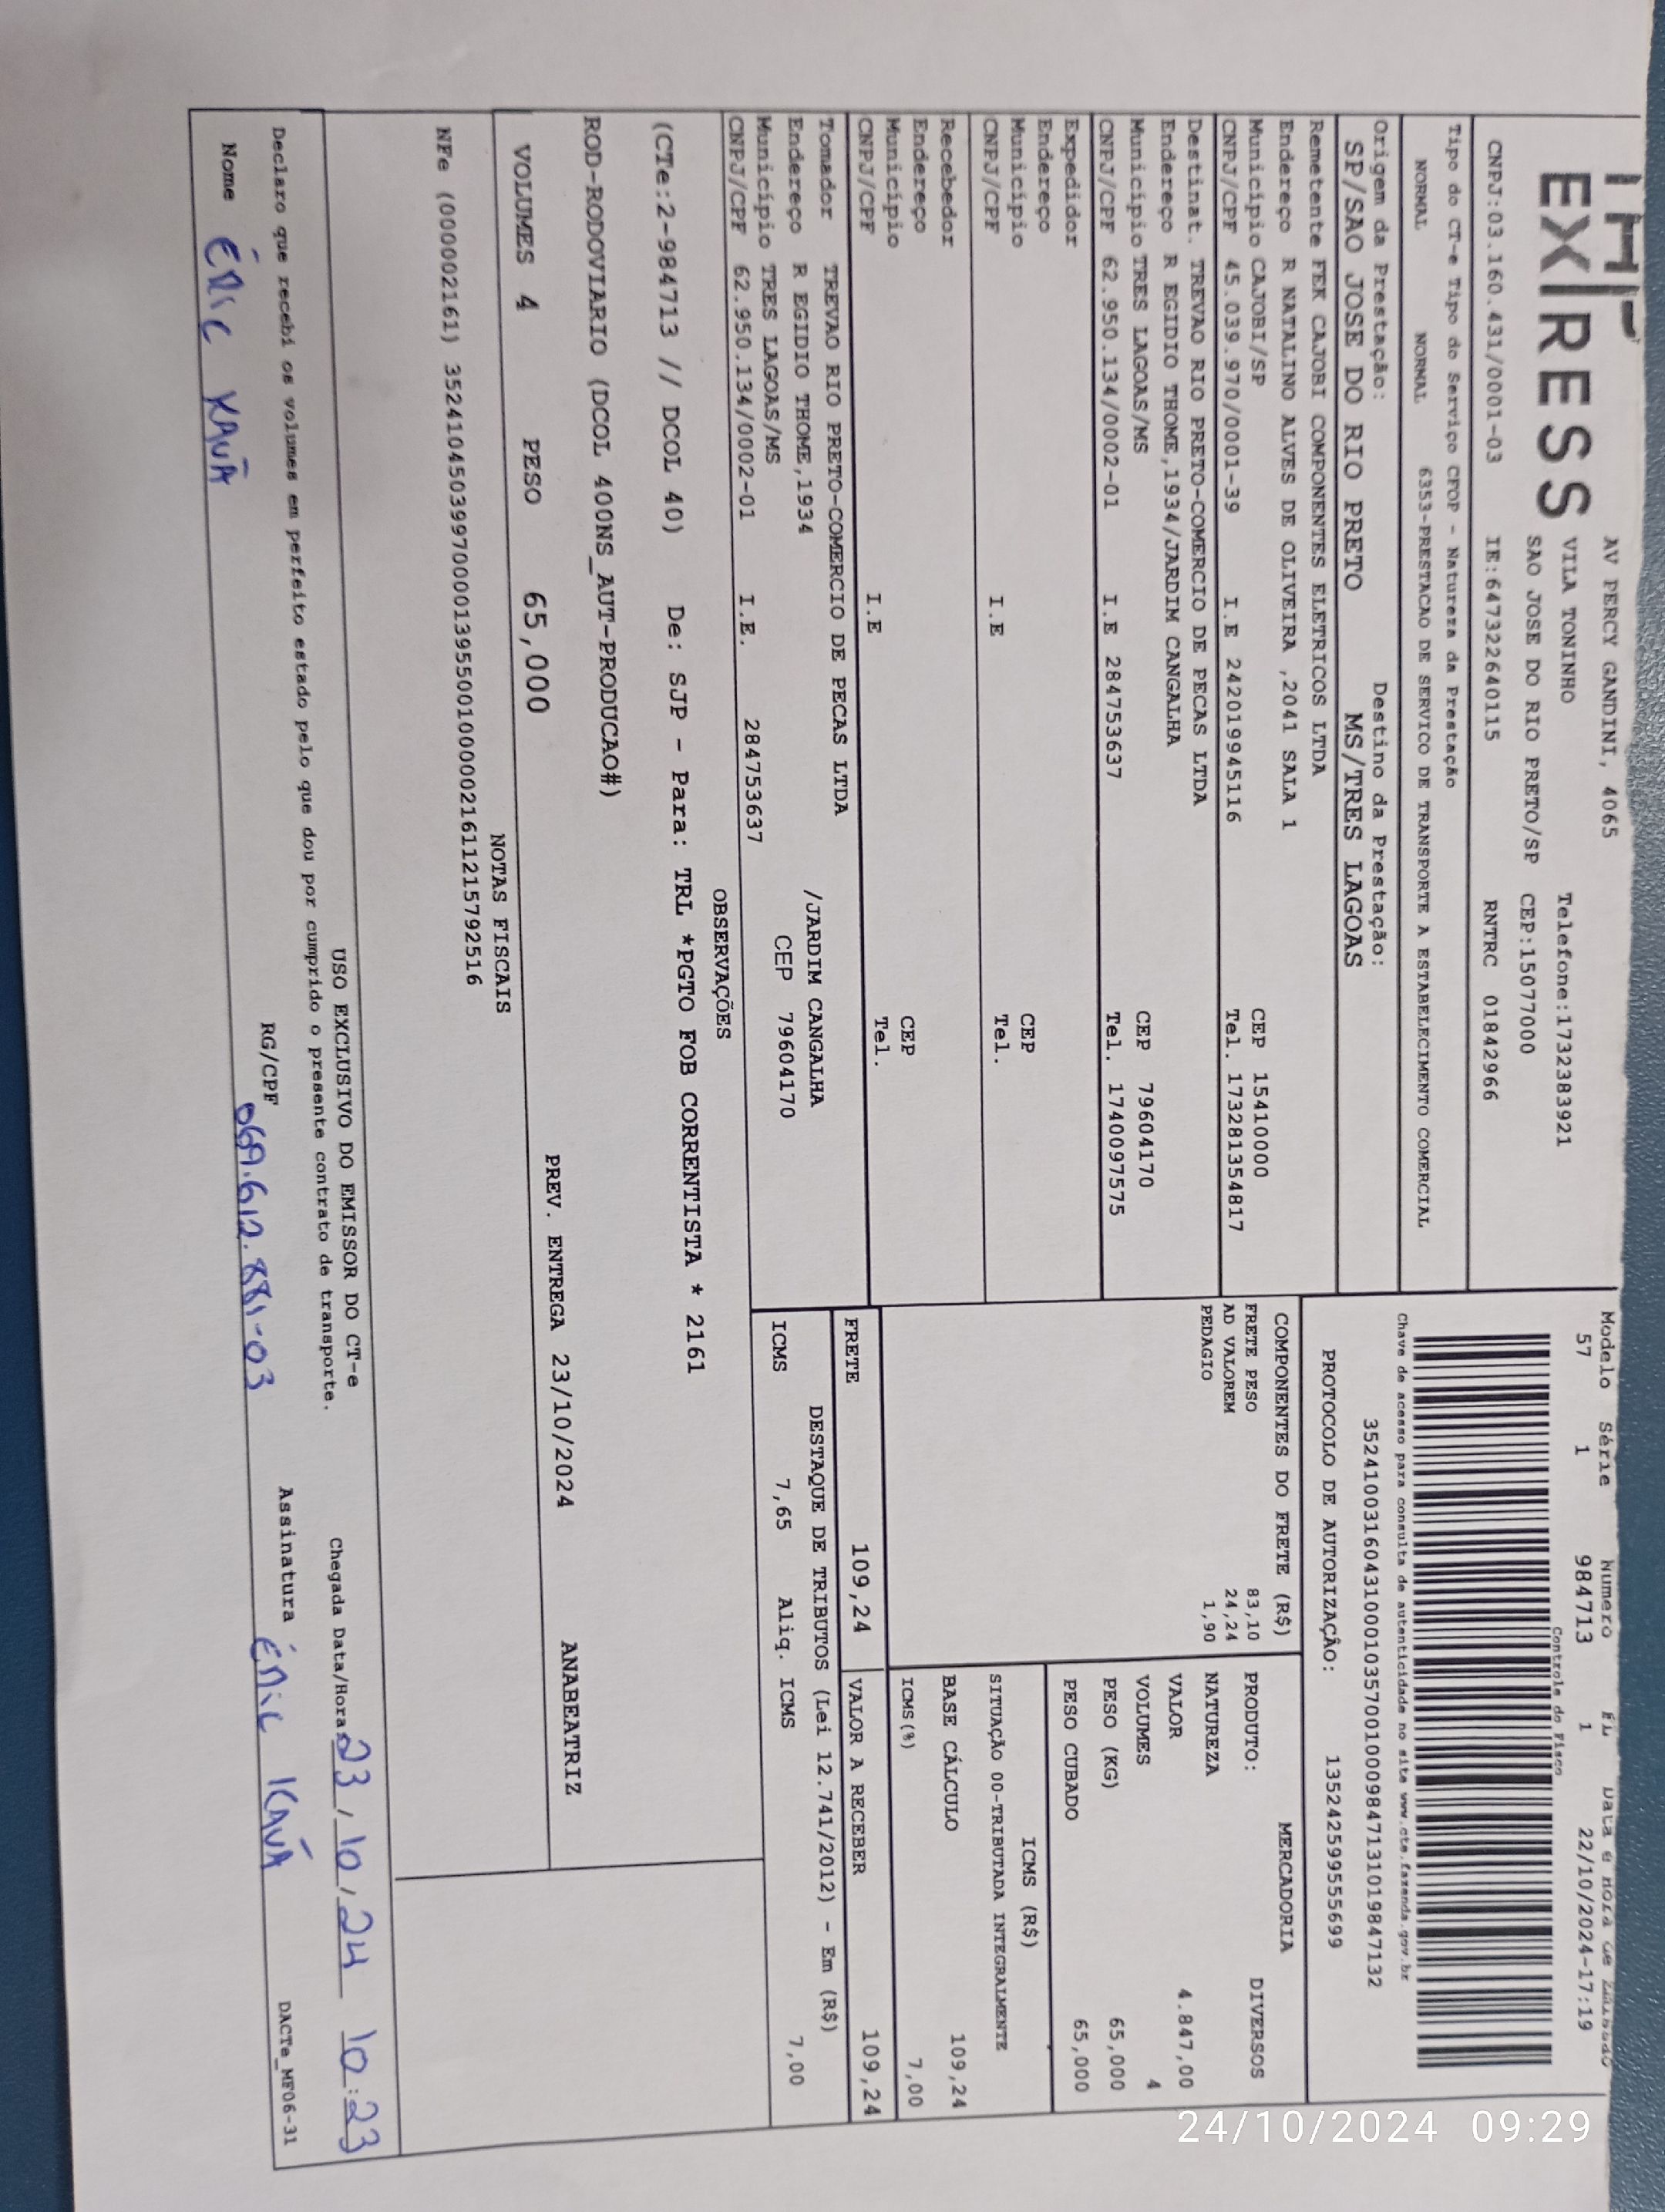 EXPRESS
AV PERCY GANDINI, 4065
VILA TONINHO
Telefone:1732383921
SAO JOSE DO RIO PRETO/SP CEP:15077000
CNPJ:03.160.431/0001-03 IE:647322640115 RNTRC 01842966
Modelo Série Numero FL Data e Hora de Emissão
57 1 984713 1 22/10/2024-17:19
Controle do Fisco
Chave de acesso para consulta de autenticidade no site www.cte.fazenda.gov.br
35241003160431000103570010009847131019847132
PROTOCOLO DE AUTORIZAÇÃO: 135242599555699
Tipo do CT-e Tipo do Serviço CFOP - Natureza da Prestação
NORMAL NORMAL 6353-PRESTACAO DE SERVICO DE TRANSPORTE A ESTABELECIMENTO COMERCIAL
Origem da Prestação: Destino da Prestação:
SP/SAO JOSE DO RIO PRETO MS/TRES LAGOAS
Remetente FEK CAJOBI COMPONENTES ELETRICOS LTDA
Endereço R NATALINO ALVES DE OLIVEIRA ,2041 SALA 1
Município CAJOBI/SP CEP 15410000
CNPJ/CPF 45.039.970/0001-39 I.E 242019945116 Tel. 1732813548​17
Destinat. TREVAO RIO PRETO-COMERCIO DE PECAS LTDA
Endereço R EGIDIO THOME,1934/JARDIM CANGALHA
Município TRES LAGOAS/MS CEP 79604170
CNPJ/CPF 62.950.134/0002-01 I.E 284753637 Tel. 1740097575
Expedidor
Endereço
Município CEP
CNPJ/CPF I.E Tel.
Recebedor
Endereço
Município CEP
CNPJ/CPF I.E Tel.
Tomador TREVAO RIO PRETO-COMERCIO DE PECAS LTDA
Endereço R EGIDIO THOME,1934 /JARDIM CANGALHA
Município TRES LAGOAS/MS CEP 79604170
CNPJ/CPF 62.950.134/0002-01 I.E. 284753637
COMPONENTES DO FRETE (R$)
FRETE PESO 83,10
AD VALOREM 24,24
PEDAGIO 1,90
MERCADORIA
PRODUTO: DIVERSOS
NATUREZA
VALOR 4.847,00
VOLUMES 4
PESO (KG) 65,000
PESO CUBADO 65,000
ICMS (R$)
SITUAÇÃO 00-TRIBUTADA INTEGRALMENTE
BASE CÁLCULO 109,24
ICMS(%) 7,00
FRETE 109,24 VALOR A RECEBER 109,24
DESTAQUE DE TRIBUTOS (Lei 12.741/2012) - Em (R$)
ICMS 7,65 Aliq. ICMS 7,00
OBSERVAÇÕES
(CTe:2-984713 // DCOL 40) De: SJP - Para: TRL *PGTO FOB CORRENTISTA * 2161
ROD-RODOVIARIO (DCOL 400NS_AUT-PRODUCAO#)
VOLUMES 4 PESO 65,000 PREV. ENTREGA 23/10/2024 ANABEATRIZ
NOTAS FISCAIS
NFe (000002161) 35241045039970000139550010000021611215792516
USO EXCLUSIVO DO EMISSOR DO CT-e
Declaro que recebi os volumes em perfeito estado pelo que dou por cumprido o presente contrato de transporte.
Chegada Data/Hora 23/10/24 10:23
Nome Éric Kauã RG/CPF 069.612.881-03 Assinatura Éric Kauã
DACTe_MF06-31
24/10/2024 09:29